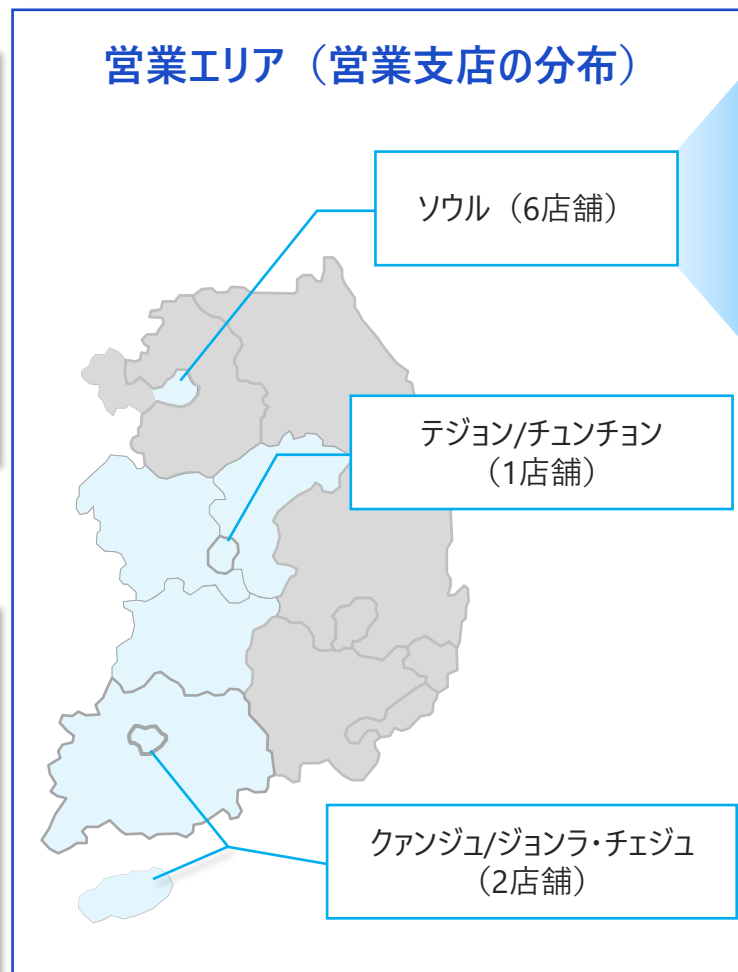 営業エリア（営業支店の分布）
ソウル（6店舗）
テジョン/チュンチョン
（1店舗）
クァンジュ/ジョンラ・チェジュ
（2店舗）